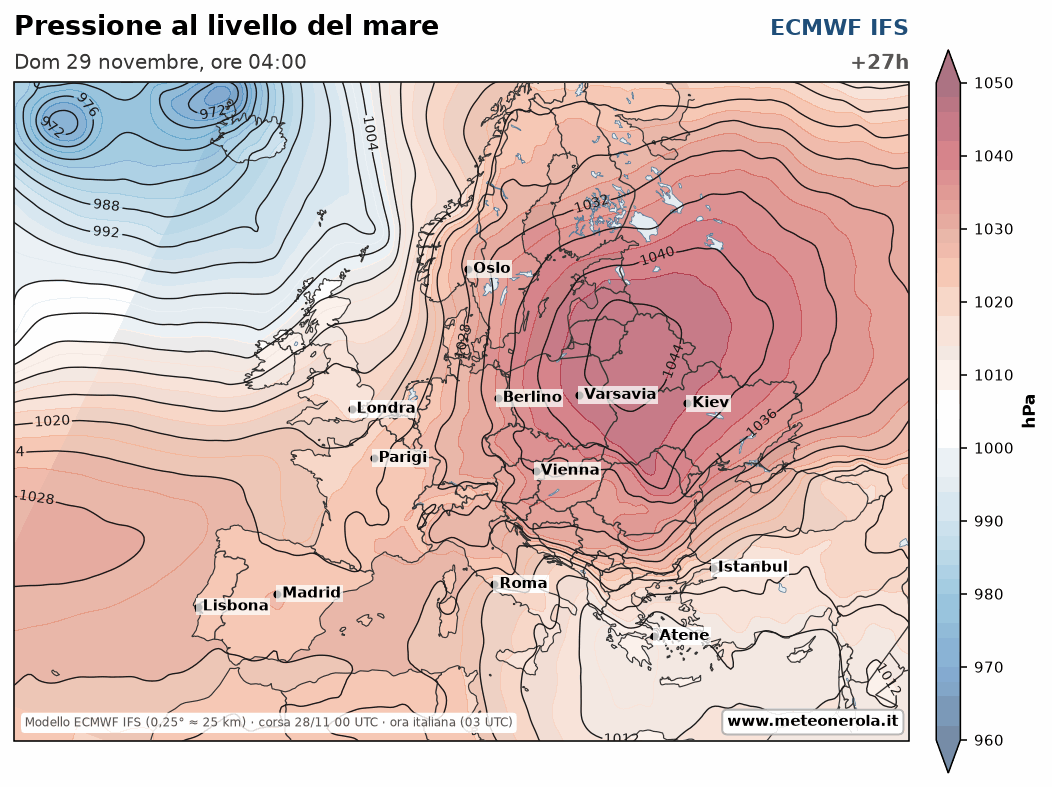 Pressione al livello del mare
ECMWF IFS
Dom 29 novembre, ore 04:00
+27h
976
972
972
1004
988
992
1032
1040
Oslo
1028
1044
Berlino
Varsavia
Kiev
Londra
1020
1036
Parigi
4
Vienna
1028
Istanbul
Roma
Madrid
Lisbona
Atene
1012
1012
Modello ECMWF IFS (0,25° ≈ 25 km) · corsa 28/11 00 UTC · ora italiana (03 UTC)
www.meteonerola.it
1050
1040
1030
1020
1010
1000
990
980
970
960
hPa